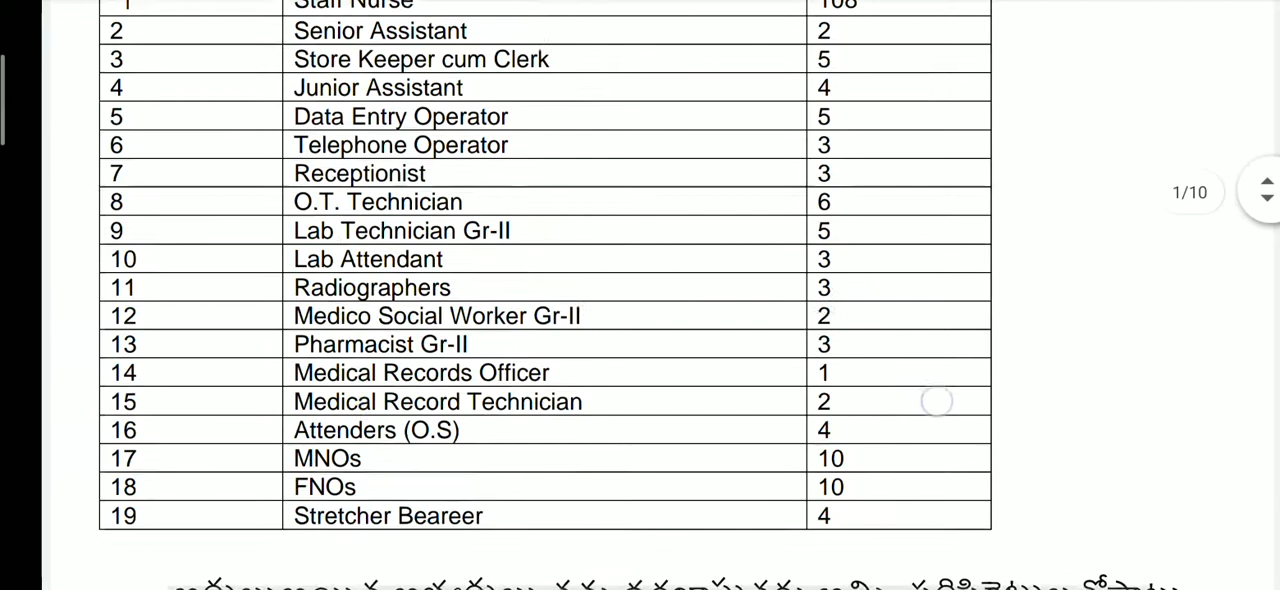 1 Staff Nurse 108
2 Senior Assistant 2
3 Store Keeper cum Clerk 5
4 Junior Assistant 4
5 Data Entry Operator 5
6 Telephone Operator 3
7 Receptionist 3
8 O.T. Technician 6
9 Lab Technician Gr-II 5
10 Lab Attendant 3
11 Radiographers 3
12 Medico Social Worker Gr-II 2
13 Pharmacist Gr-II 3
14 Medical Records Officer 1
15 Medical Record Technician 2
16 Attenders (O.S) 4
17 MNOs 10
18 FNOs 10
19 Stretcher Beareer 4
1/10